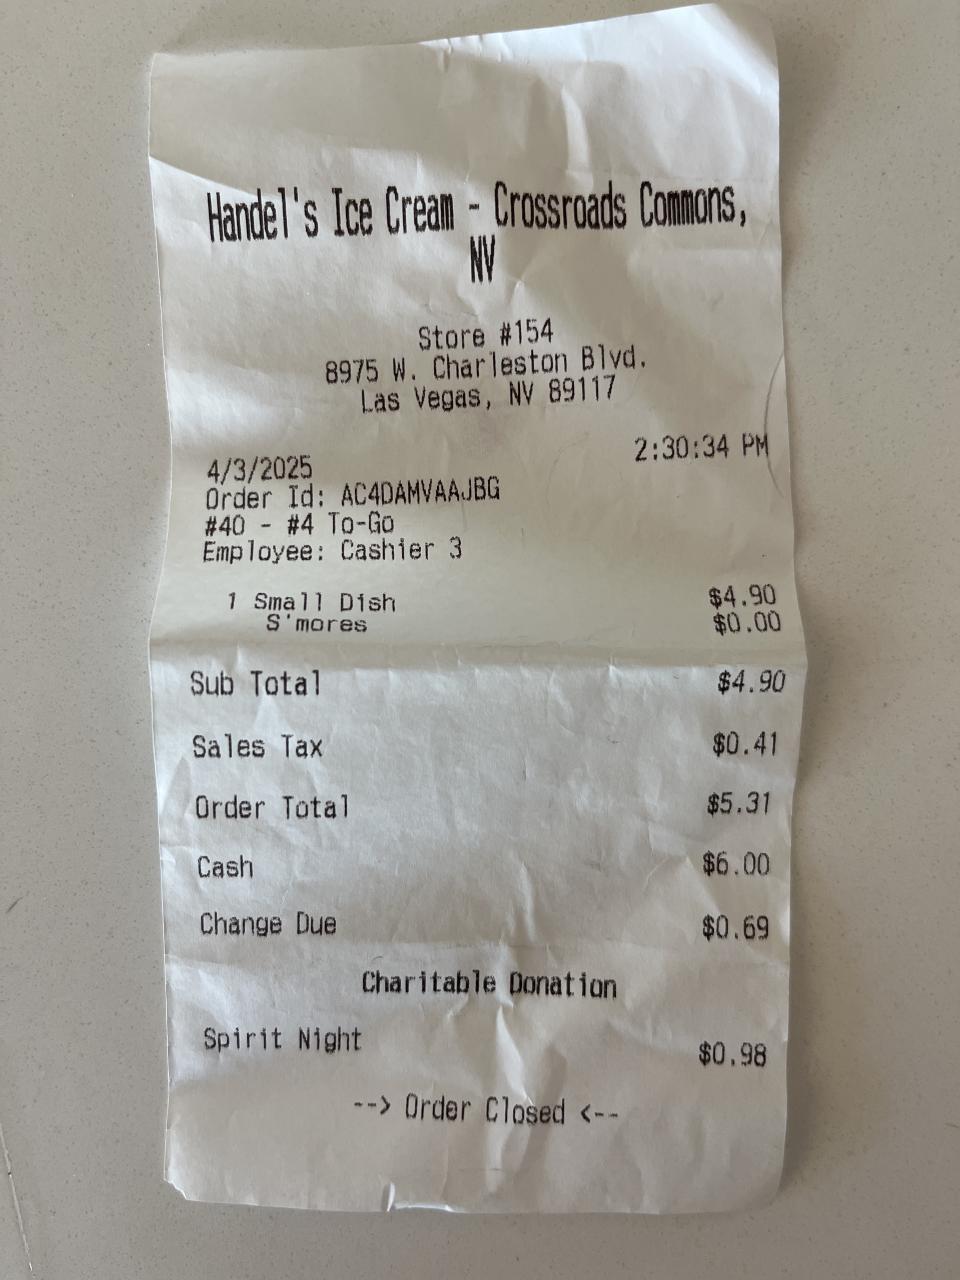 Handel's Ice Cream - Crossroads Commons,
NV
Store #154
8975 W. Charleston Blvd.
Las Vegas, NV 89117
4/3/2025 2:30:34 PM
Order Id: AC4DAMVAAJBG
#40 - #4 To-Go
Employee: Cashier 3
1 Small Dish $4.90
S'mores $0.00
Sub Total $4.90
Sales Tax $0.41
Order Total $5.31
Cash $6.00
Change Due $0.69
Charitable Donation
Spirit Night $0.98
--> Order Closed <--